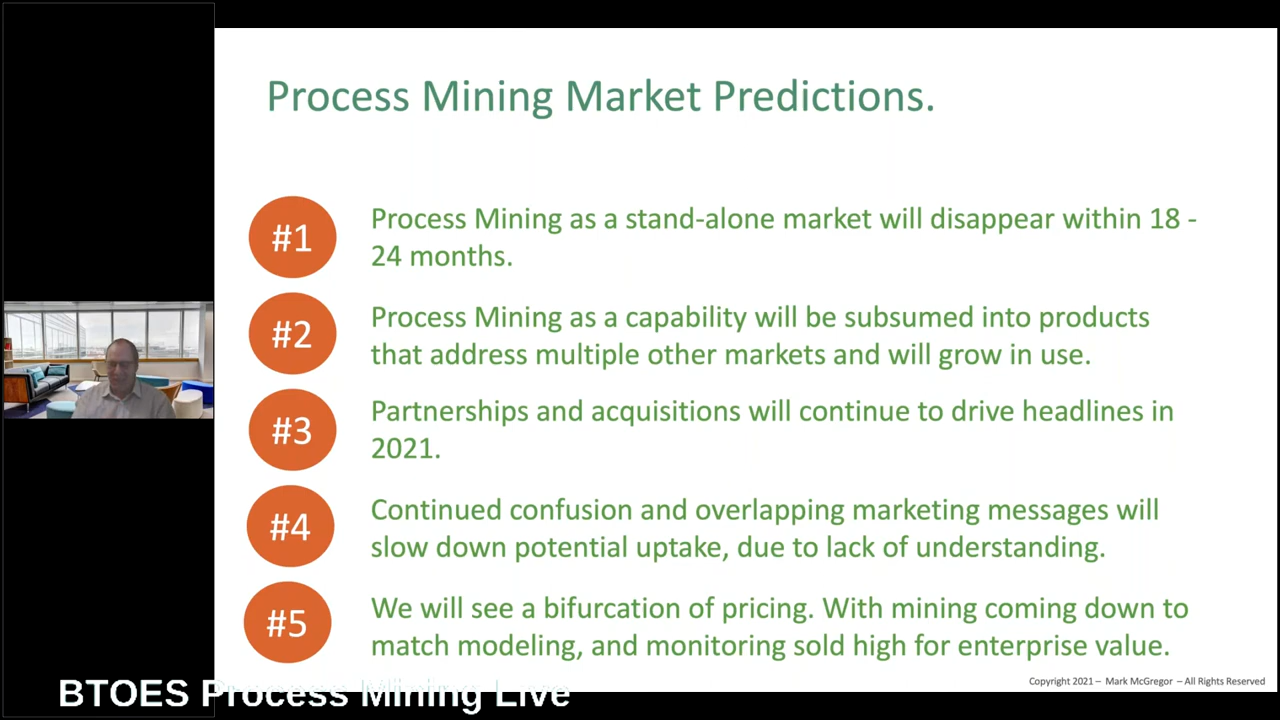 Process Mining Market Predictions.
#1
Process Mining as a stand-alone market will disappear within 18 -
24 months.
#2
Process Mining as a capability will be subsumed into products
that address multiple other markets and will grow in use.
#3
Partnerships and acquisitions will continue to drive headlines in
2021.
#4
Continued confusion and overlapping marketing messages will
slow down potential uptake, due to lack of understanding.
#5
We will see a bifurcation of pricing. With mining coming down to
match modeling, and monitoring sold high for enterprise value.
Copyright 2021 – Mark McGregor – All Rights Reserved
BTOES Process Mining Live